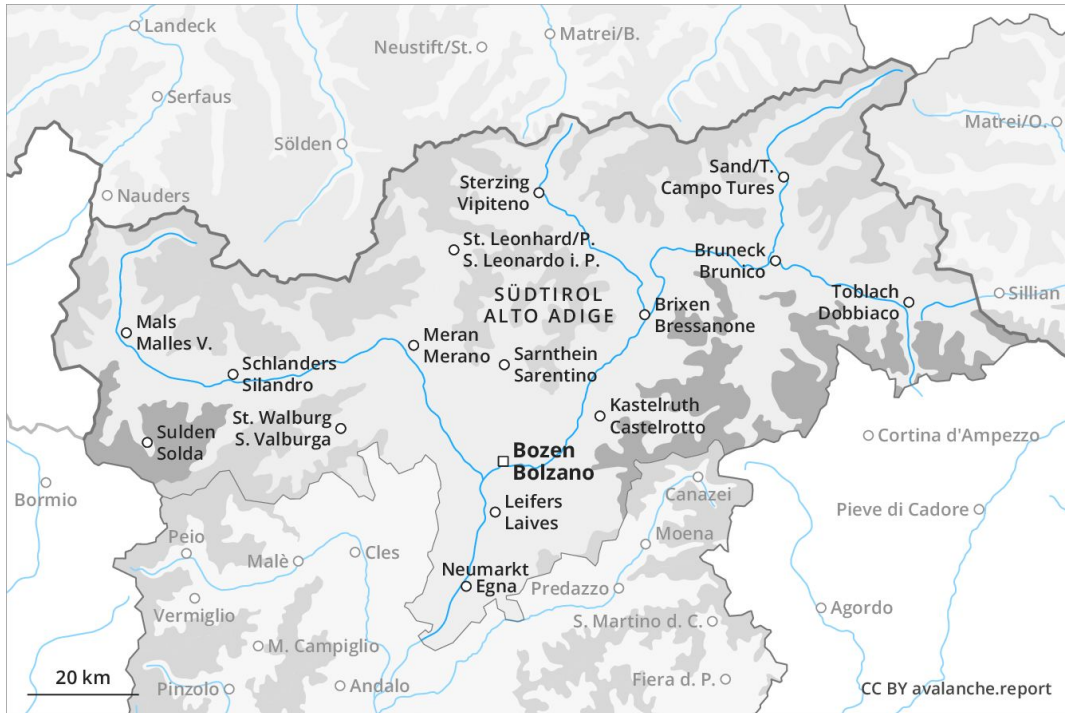 Landeck
Neustift/St.
Matrei/B.
Serfaus
Sölden
Matrei/O.
Nauders
Sterzing
Vipiteno
Sand/T.
Campo Tures
St. Leonhard/P.
S. Leonardo i. P.
Bruneck
Brunico
SÜDTIROL
ALTO ADIGE
Toblach
Dobbiaco
Sillian
Brixen
Bressanone
Mals
Malles V.
Meran
Merano
Sarnthein
Sarentino
Schlanders
Silandro
St. Walburg
S. Valburga
Kastelruth
Castelrotto
Sulden
Solda
Cortina d'Ampezzo
Bozen
Bolzano
Bormio
Canazei
Leifers
Laives
Pieve di Cadore
Moena
Peio
Malè
Cles
Neumarkt
Egna
Predazzo
Vermiglio
Agordo
S. Martino d. C.
M. Campiglio
20 km
Pinzolo
Andalo
Fiera d. P.
CC BY avalanche.report